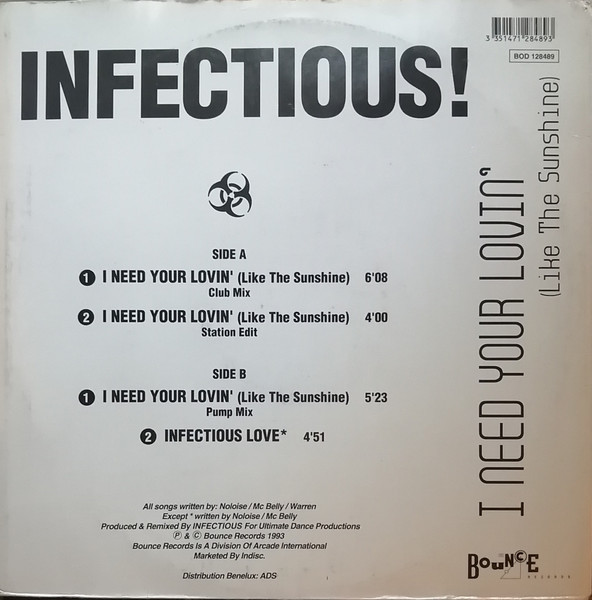 INFECTIOUS!
3 351471 284893
BOD 128489
I NEED YOUR LOVIN'
(Like The Sunshine)
SIDE A
1 I NEED YOUR LOVIN' (Like The Sunshine) 6'08
Club Mix
2 I NEED YOUR LOVIN' (Like The Sunshine) 4'00
Station Edit
SIDE B
1 I NEED YOUR LOVIN' (Like The Sunshine) 5'23
Pump Mix
2 INFECTIOUS LOVE* 4'51
All songs written by: Noloise / Mc Belly / Warren
Except * written by Noloise / Mc Belly
Produced & Remixed By INFECTIOUS For Ultimate Dance Productions
Ⓟ & © Bounce Records 1993
Bounce Records Is A Division Of Arcade International
Marketed By Indisc.
Distribution Benelux: ADS
BOUNCE
RECORDS